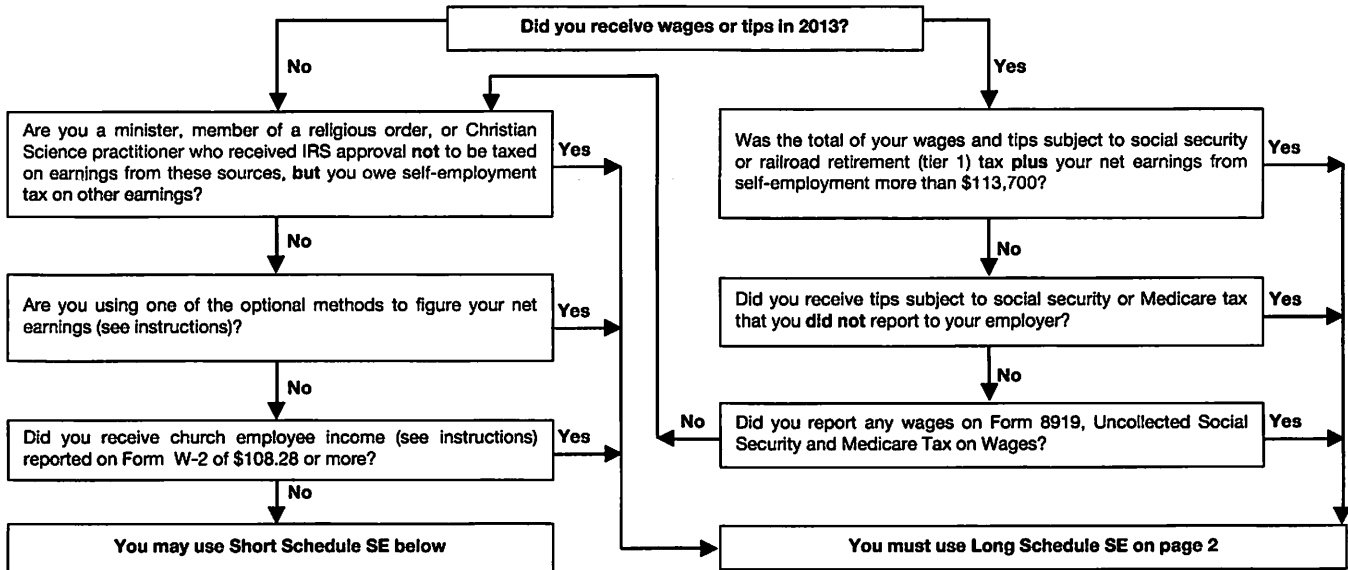 Did you receive wages or tips in 2013?
No
Yes
Are you a minister, member of a religious order, or Christian
Science practitioner who received IRS approval not to be taxed
on earnings from these sources, but you owe self-employment
tax on other earnings?
Yes
No
Are you using one of the optional methods to figure your net
earnings (see instructions)?
Yes
No
Did you receive church employee income (see instructions)
reported on Form W-2 of $108.28 or more?
Yes
No
You may use Short Schedule SE below
Was the total of your wages and tips subject to social security
or railroad retirement (tier 1) tax plus your net earnings from
self-employment more than $113,700?
Yes
No
Did you receive tips subject to social security or Medicare tax
that you did not report to your employer?
Yes
No
No
Did you report any wages on Form 8919, Uncollected Social
Security and Medicare Tax on Wages?
Yes
You must use Long Schedule SE on page 2